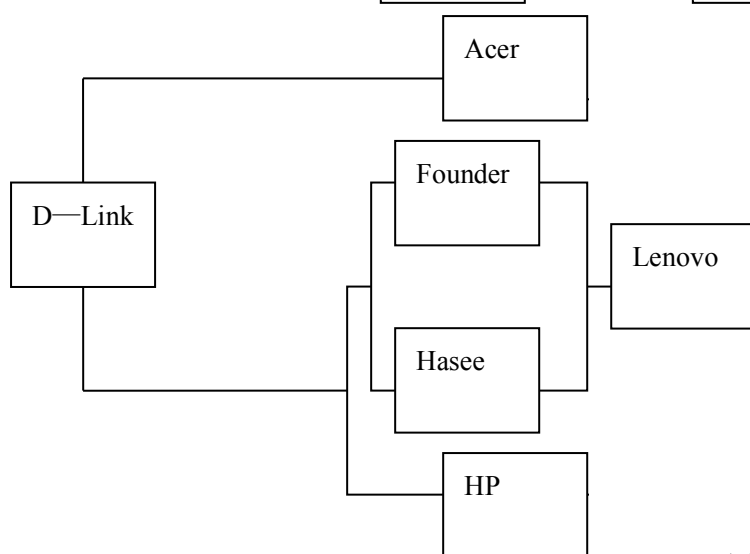 Acer
Founder
D—Link
Lenovo
Hasee
HP